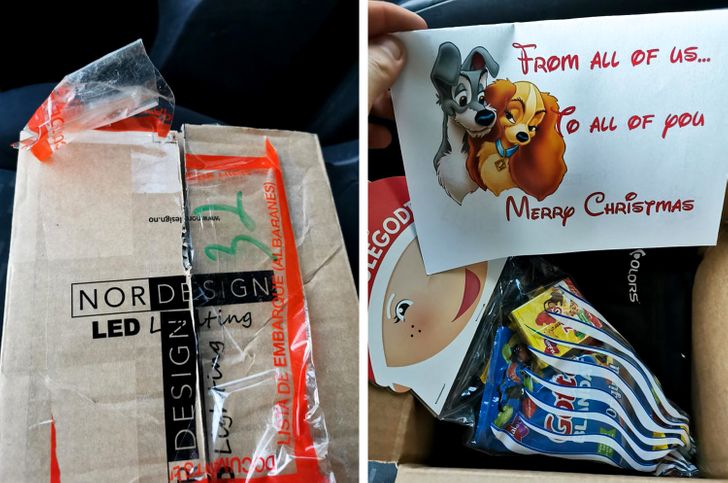 32
www.nordesign.no
NORDESIGN
LED Lighting
DESIGN
LISTA DE EMBARQUE (ALBARANES)
From all of us...
To all of you
Merry Christmas
COLORS
Original